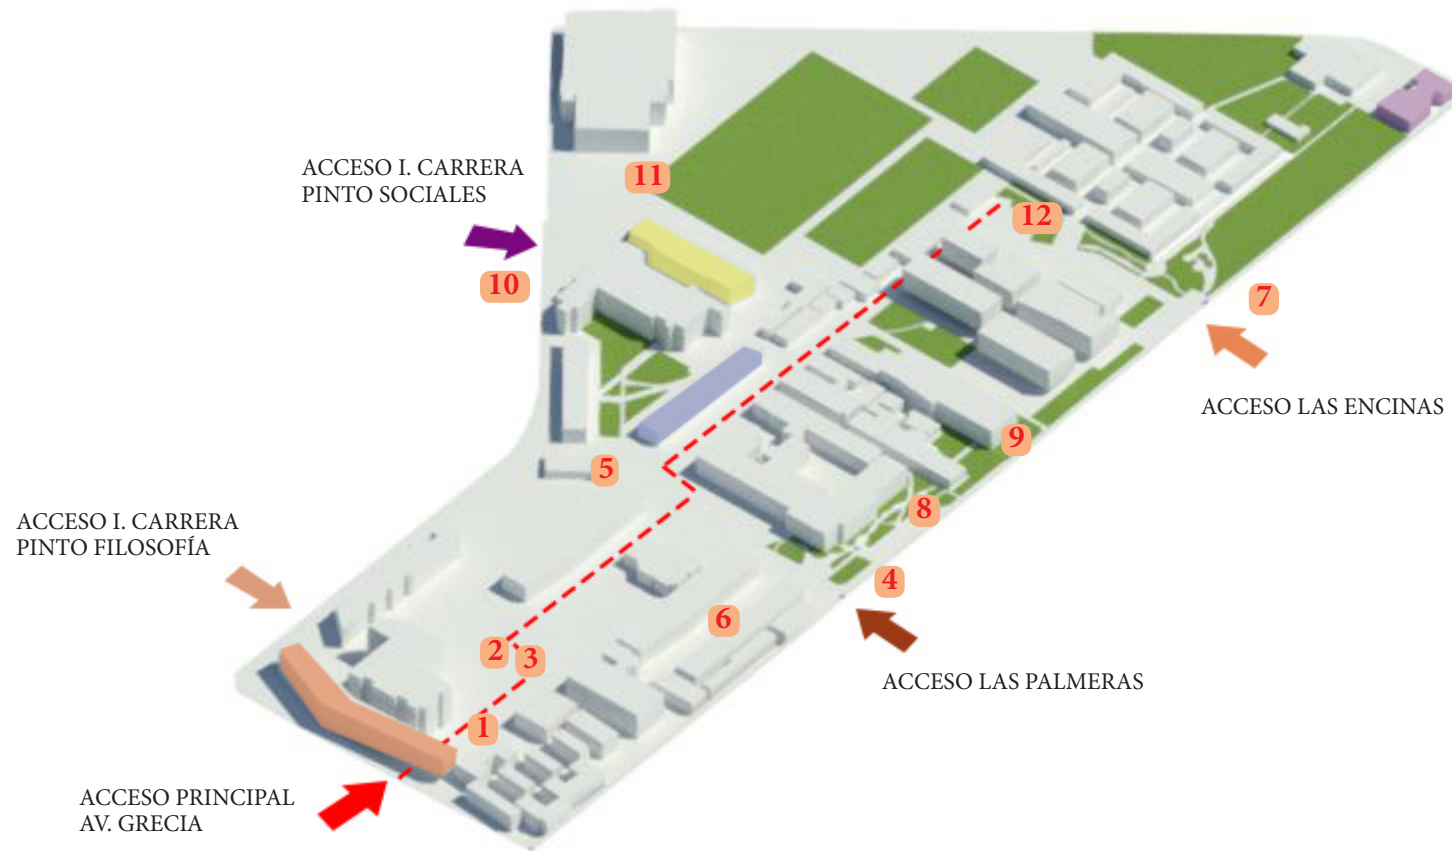 ACCESO I. CARRERA
PINTO SOCIALES
11
12
10
7
ACCESO LAS ENCINAS
9
5
8
ACCESO I. CARRERA
PINTO FILOSOFÍA
4
6
2
3
ACCESO LAS PALMERAS
1
ACCESO PRINCIPAL
AV. GRECIA